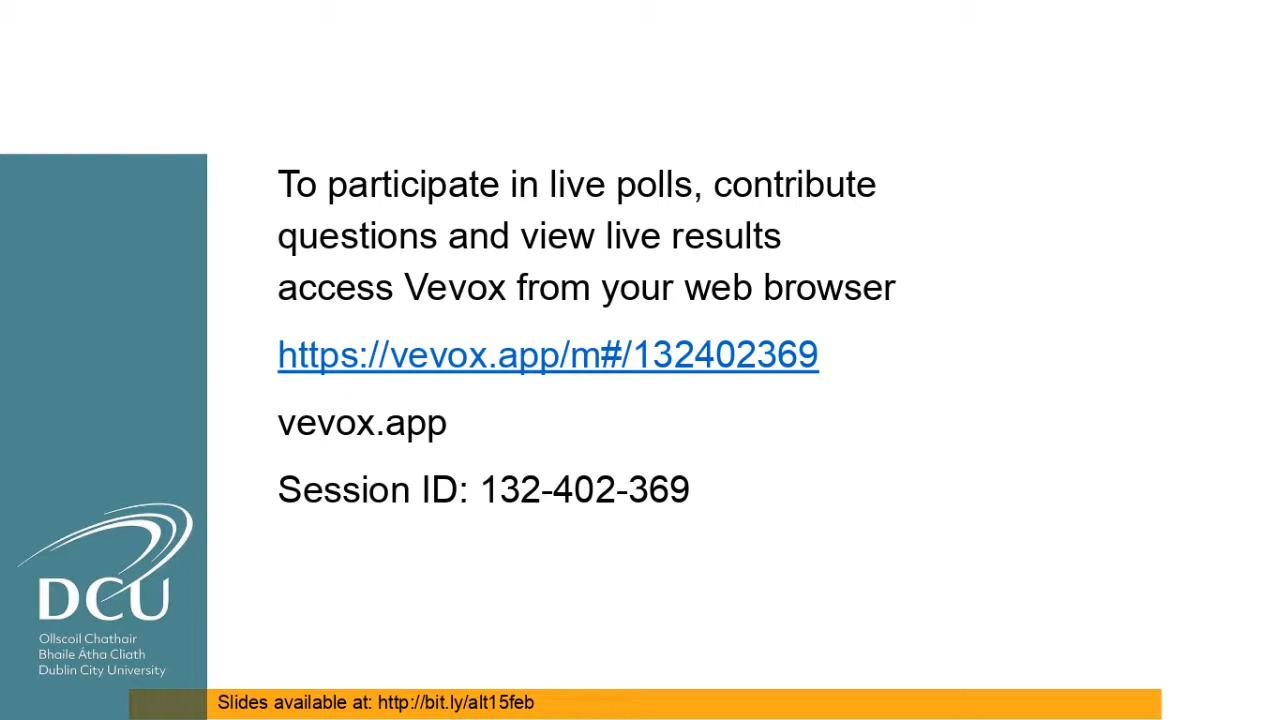 To participate in live polls, contribute
questions and view live results
access Vevox from your web browser
https://vevox.app/m#/132402369
vevox.app
Session ID: 132-402-369
DCU
Ollscoil Chathair
Bhaile Átha Cliath
Dublin City University
Slides available at: http://bit.ly/alt15feb